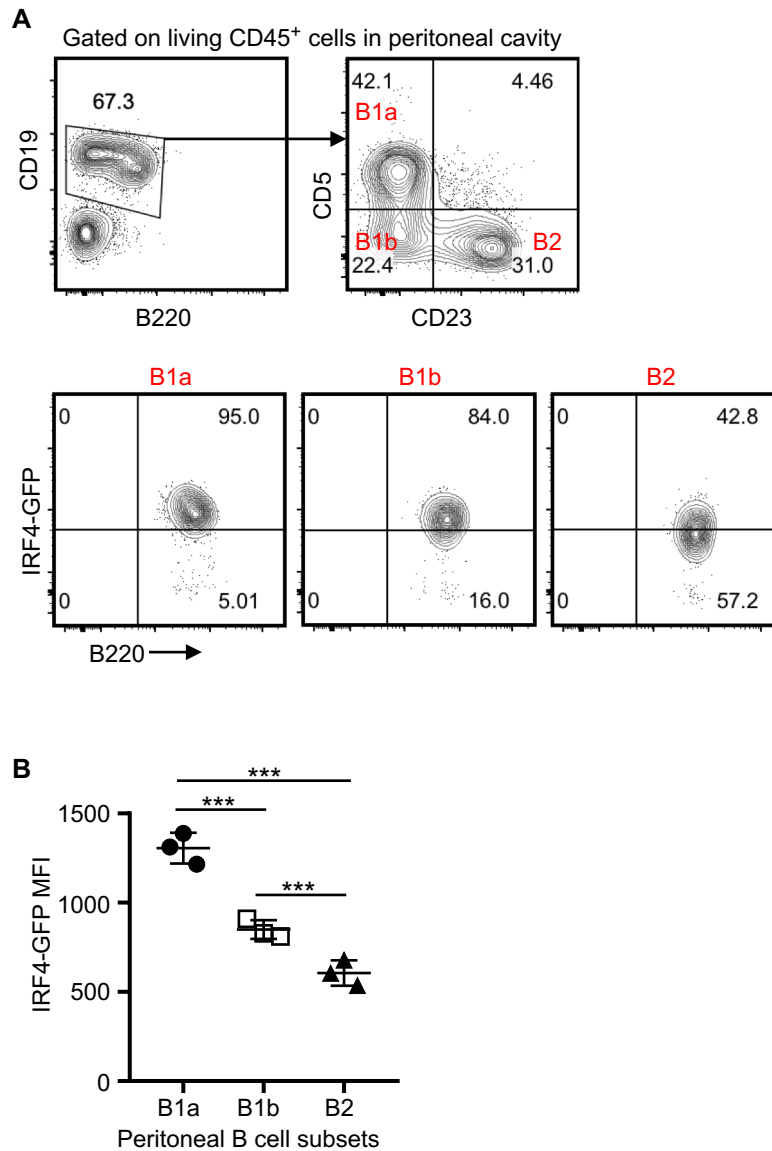 A
Gated on living CD45+ cells in peritoneal cavity
67.3
CD19
B220
42.1
4.46
B1a
CD5
B1b
B2
22.4
31.0
CD23
B1a
B1b
B2
0
95.0
0
84.0
0
42.8
IRF4-GFP
0
5.01
0
16.0
0
57.2
B220
B
***
***
***
1500
1000
500
0
IRF4-GFP MFI
B1a
B1b
B2
Peritoneal B cell subsets